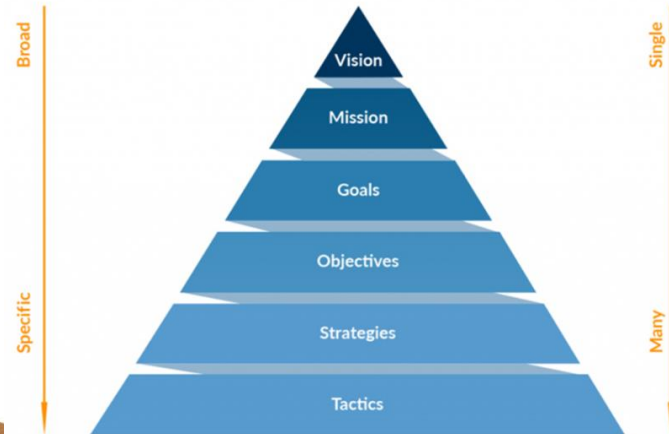 Broad
Single
Vision
Mission
Goals
Objectives
Specific
Many
Strategies
Tactics